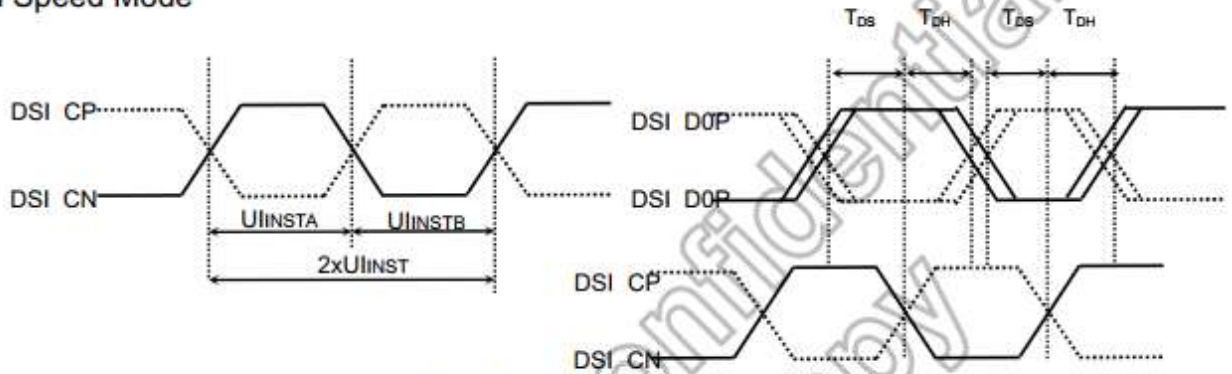 Speed Mode
DSI CP
DSI CN
UIINSTA
UIINSTB
2xUIINST
TDS TDH TDS TDH
DSI D0P
DSI D0P
DSI CP
DSI CN